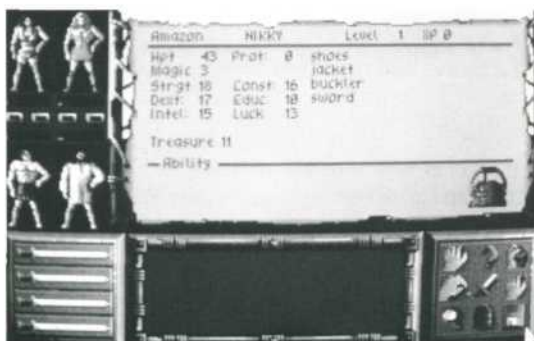 Amazon NIKKY Level 1 XP 0
Hpt 43 Prot: 0 shoes
Magic 3 jacket
Strgt 18 Const: 16 buckler
Dext: 17 Educ: 10 sword
Intel: 15 Luck 13
Treasure 11
Ability